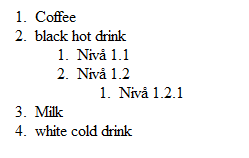 1. Coffee
2. black hot drink
1. Nivå 1.1
2. Nivå 1.2
1. Nivå 1.2.1
3. Milk
4. white cold drink